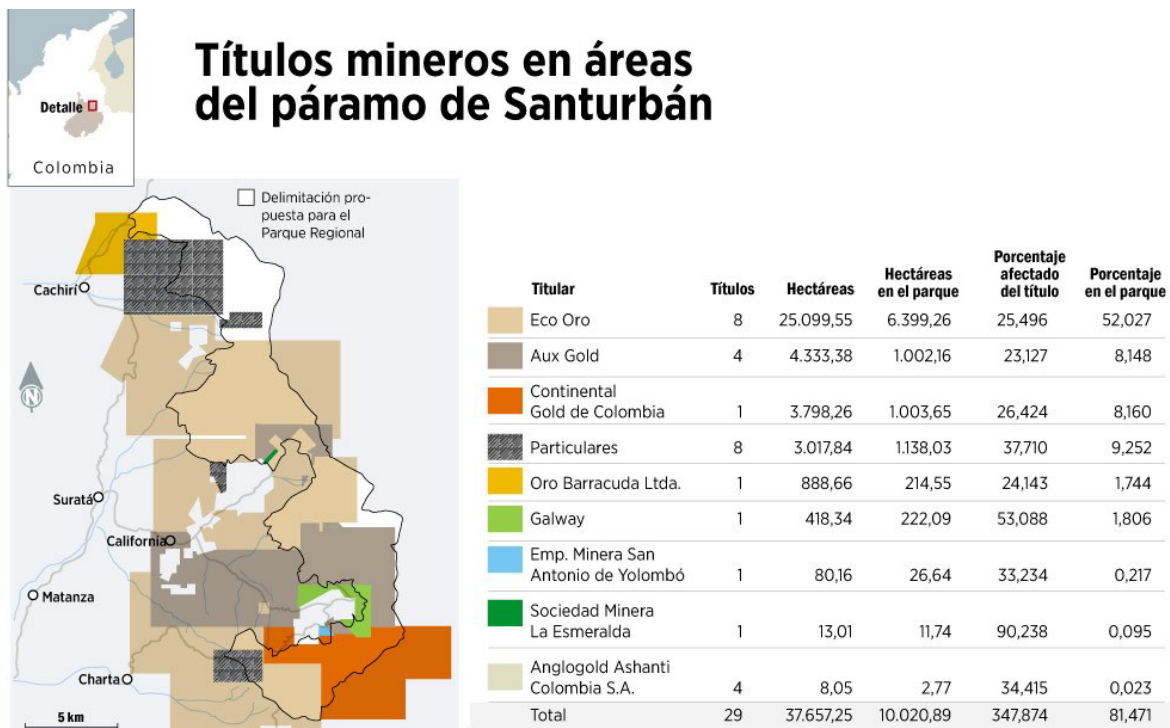 Detalle
Colombia
Títulos mineros en áreas
del páramo de Santurbán
Delimitación pro-
puesta para el
Parque Regional
Cachirí
N
Suratá
California
Matanza
Charta
5 km
Titular Títulos Hectáreas Hectáreas en el parque Porcentaje afectado del título Porcentaje en el parque
Eco Oro 8 25.099,55 6.399,26 25,496 52,027
Aux Gold 4 4.333,38 1.002,16 23,127 8,148
Continental
Gold de Colombia 1 3.798,26 1.003,65 26,424 8,160
Particulares 8 3.017,84 1.138,03 37,710 9,252
Oro Barracuda Ltda. 1 888,66 214,55 24,143 1,744
Galway 1 418,34 222,09 53,088 1,806
Emp. Minera San
Antonio de Yolombó 1 80,16 26,64 33,234 0,217
Sociedad Minera
La Esmeralda 1 13,01 11,74 90,238 0,095
Anglogold Ashanti
Colombia S.A. 4 8,05 2,77 34,415 0,023
Total 29 37.657,25 10.020,89 347,874 81,471